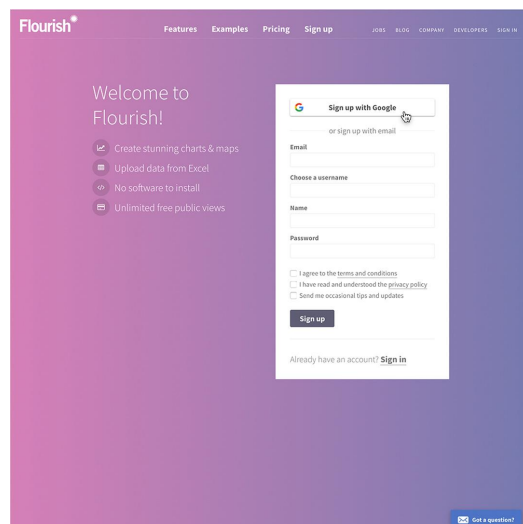 Flourish
Features Examples Pricing Sign up JOBS BLOG COMPANY DEVELOPERS SIGN IN
Welcome to
Flourish!
Create stunning charts & maps
Upload data from Excel
No software to install
Unlimited free public views
Sign up with Google
or sign up with email
Email
Choose a username
Name
Password
I agree to the terms and conditions
I have read and understood the privacy policy
Send me occasional tips and updates
Sign up
Already have an account? Sign in
Got a question?